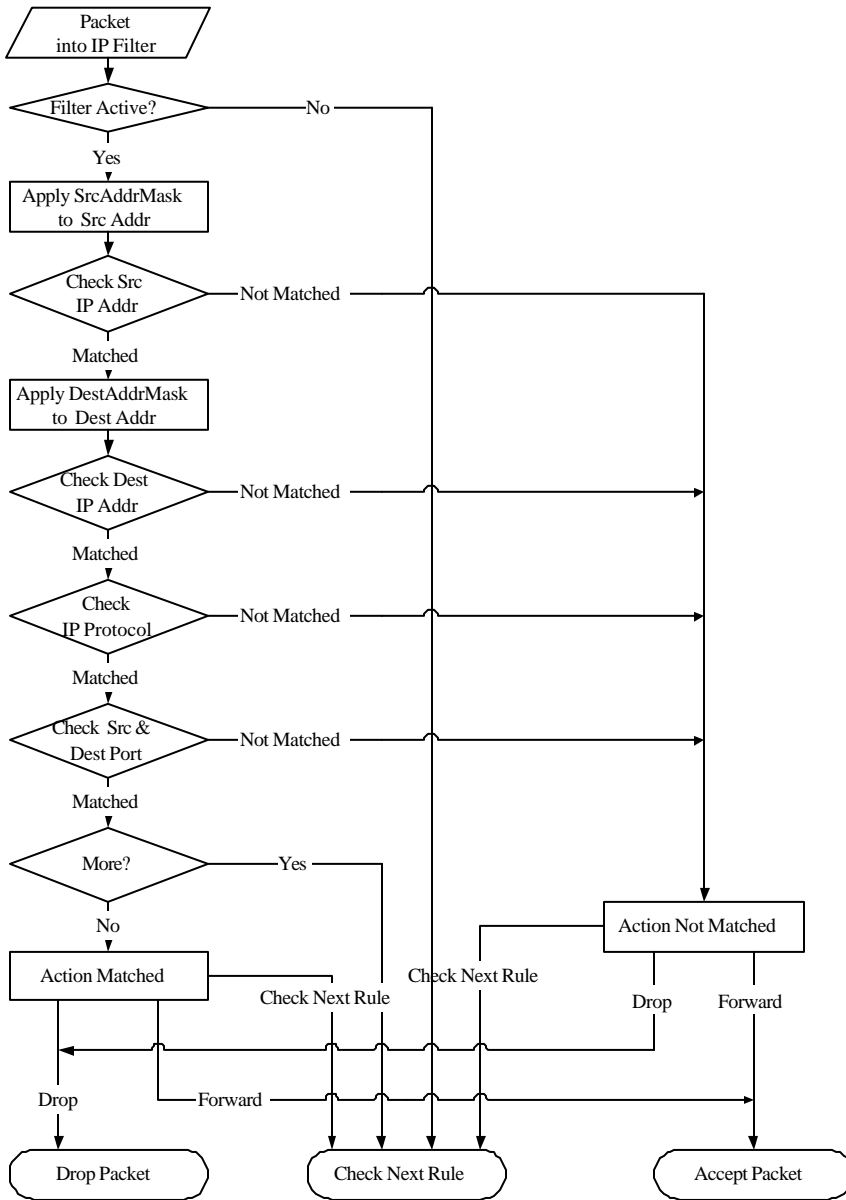 Packet
into IP Filter
Filter Active?
No
Yes
Apply SrcAddrMask
to Src Addr
Check Src
IP Addr
Not Matched
Matched
Apply DestAddrMask
to Dest Addr
Check Dest
IP Addr
Not Matched
Matched
Check
IP Protocol
Not Matched
Matched
Check Src &
Dest Port
Not Matched
Matched
More?
Yes
No
Action Not Matched
Action Matched
Check Next Rule
Check Next Rule
Drop
Forward
Drop
Forward
Drop Packet
Check Next Rule
Accept Packet